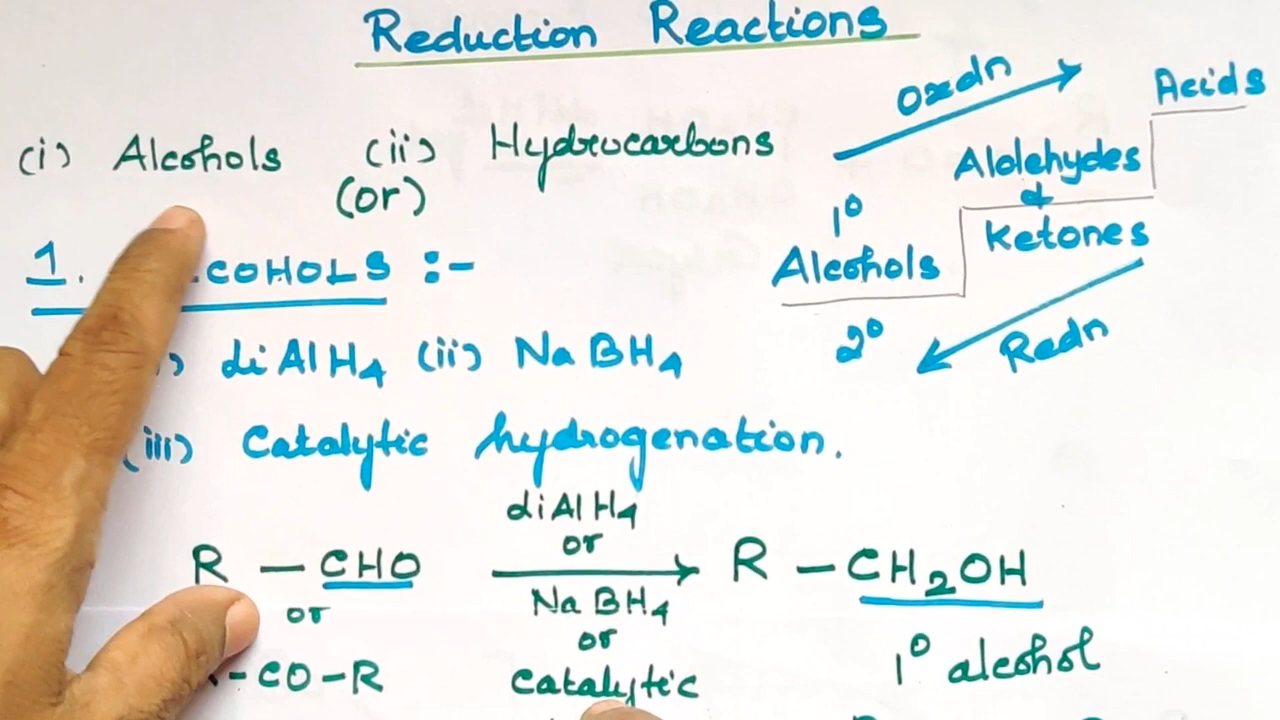 Reduction Reactions
(i) Alcohols (ii) Hydrocarbons
(or)
Oxdn
Acids
Aldehydes
&
Ketones
1°
Alcohols
2°
Redn
1. COHOLS :-
) LiAlH4 (ii) NaBH4
(iii) Catalytic hydrogenation.
R - CHO
or
-CO-R
LiAlH4
or
NaBH4
or
Catalytic
R - CH2OH
1° alcohol